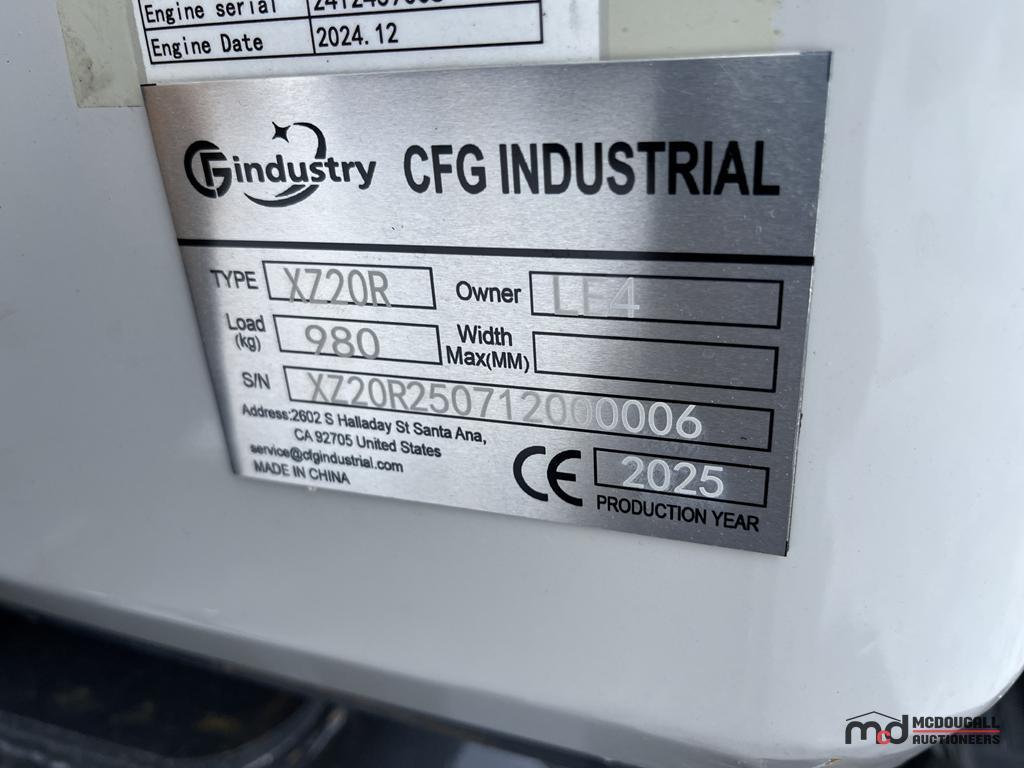 Engine serial
Engine Date 2024.12
CFGindustry CFG INDUSTRIAL
TYPE XZ20R Owner LE4
Load (kg) 980 Width Max(MM)
S/N XZ20R250712000006
Address:2602 S Halladay St Santa Ana,
CA 92705 United States
service@cfgindustrial.com
MADE IN CHINA
CE 2025
PRODUCTION YEAR
md MCDOUGALL
AUCTIONEERS